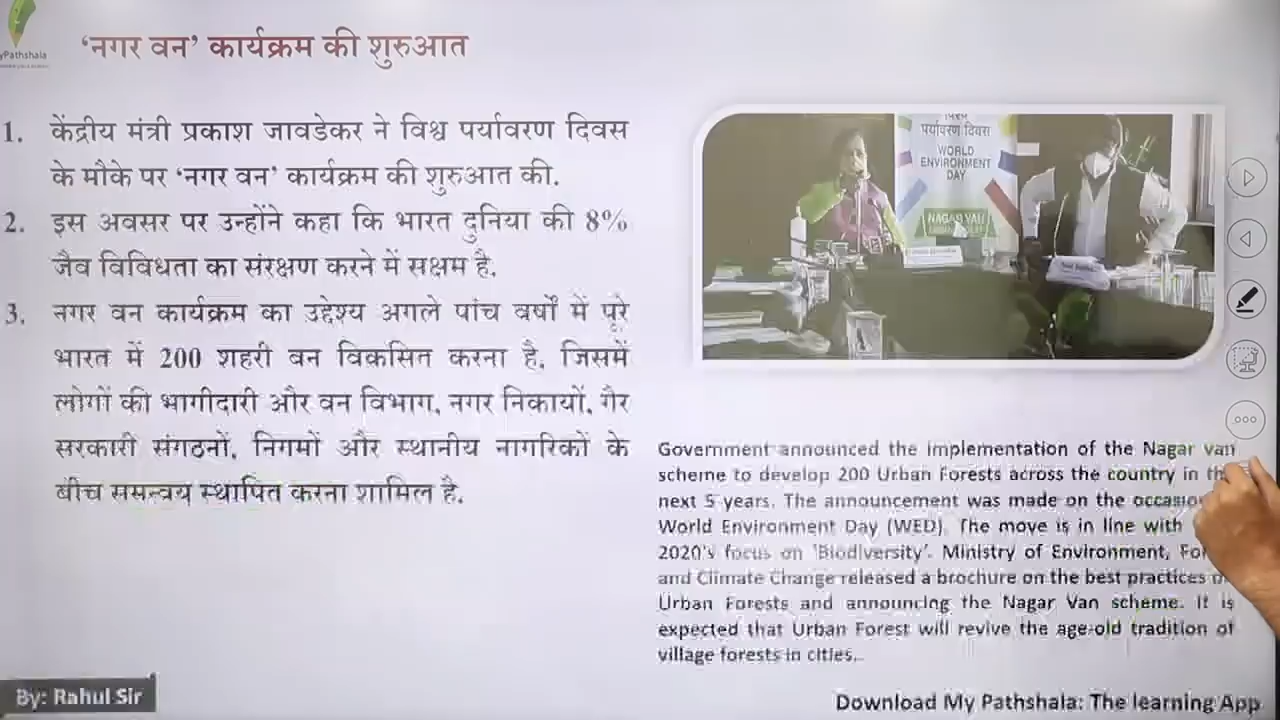 yPathshala
‘नगर वन’ कार्यक्रम की शुरुआत
1. केंद्रीय मंत्री प्रकाश जावडेकर ने विश्व पर्यावरण दिवस
के मौके पर ‘नगर वन’ कार्यक्रम की शुरुआत की.
2. इस अवसर पर उन्होंने कहा कि भारत दुनिया की 8%
जैव विविधता का संरक्षण करने में सक्षम है.
3. नगर वन कार्यक्रम का उद्देश्य अगले पांच वर्षों में पूरे
भारत में 200 शहरी वन विकसित करना है, जिसमें
लोगों की भागीदारी और वन विभाग, नगर निकायों, गैर
सरकारी संगठनों, निगमों और स्थानीय नागरिकों के
बीच समन्वय स्थापित करना शामिल है.
पर्यावरण दिवस
WORLD
ENVIRONMENT
DAY
NAGAR VAN
Government announced the implementation of the Nagar van
scheme to develop 200 Urban Forests across the country in
next 5 years. The announcement was made on the
World Environment Day (WED). The move is in line with
2020's focus on 'Biodiversity'. Ministry of Environment,
and Climate Change released a brochure on the best practices
Urban Forests and announcing the Nagar Van scheme. It is
expected that Urban Forest will revive the age-old tradition of
village forests in cities.
By: Rahul Sir
Download My Pathshala: The learning App